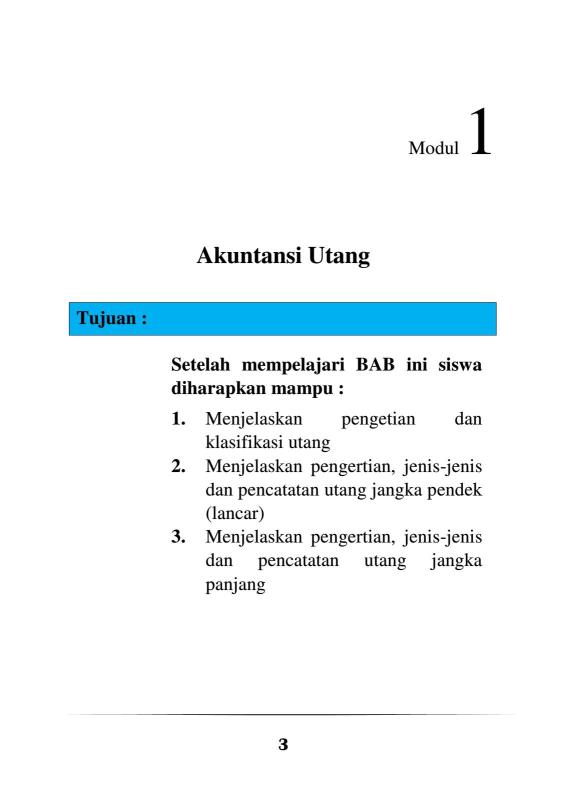 Modul 1
Akuntansi Utang
Tujuan :
Setelah mempelajari BAB ini siswa
diharapkan mampu :
1. Menjelaskan pengetian dan
klasifikasi utang
2. Menjelaskan pengertian, jenis-jenis
dan pencatatan utang jangka pendek
(lancar)
3. Menjelaskan pengertian, jenis-jenis
dan pencatatan utang jangka
panjang
3